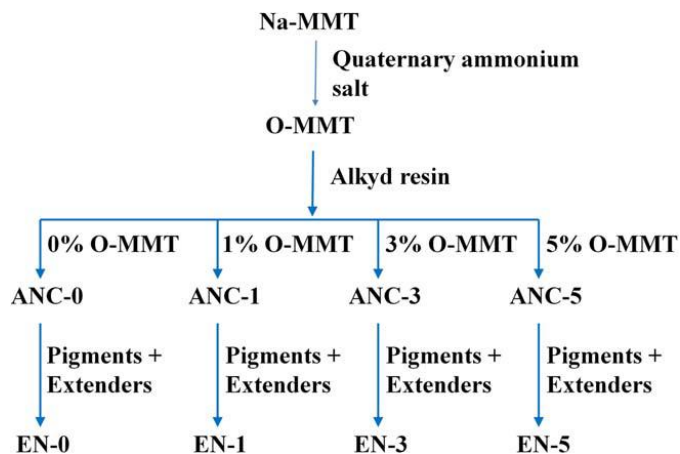 Na-MMT
Quaternary ammonium
salt
O-MMT
Alkyd resin
0% O-MMT 1% O-MMT 3% O-MMT 5% O-MMT
ANC-0 ANC-1 ANC-3 ANC-5
Pigments + Pigments + Pigments + Pigments +
Extenders Extenders Extenders Extenders
EN-0 EN-1 EN-3 EN-5